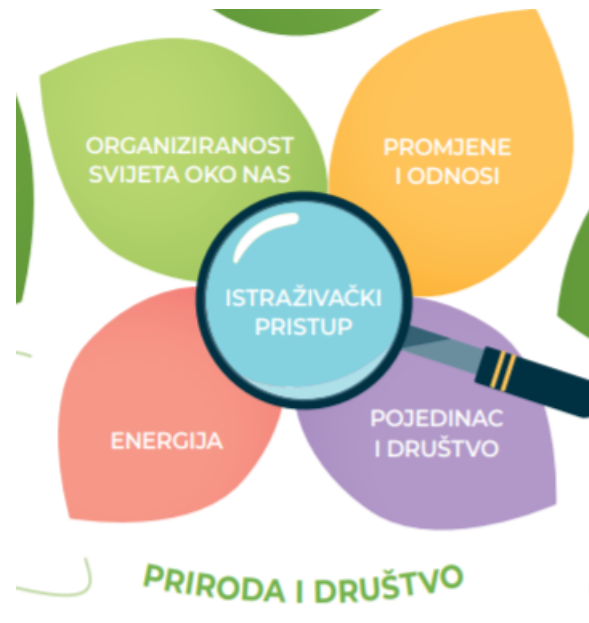 ORGANIZIRANOST
SVIJETA OKO NAS
PROMJENE
I ODNOSI
ISTRAŽIVAČKI
PRISTUP
ENERGIJA
POJEDINAC
I DRUŠTVO
PRIRODA I DRUŠTVO